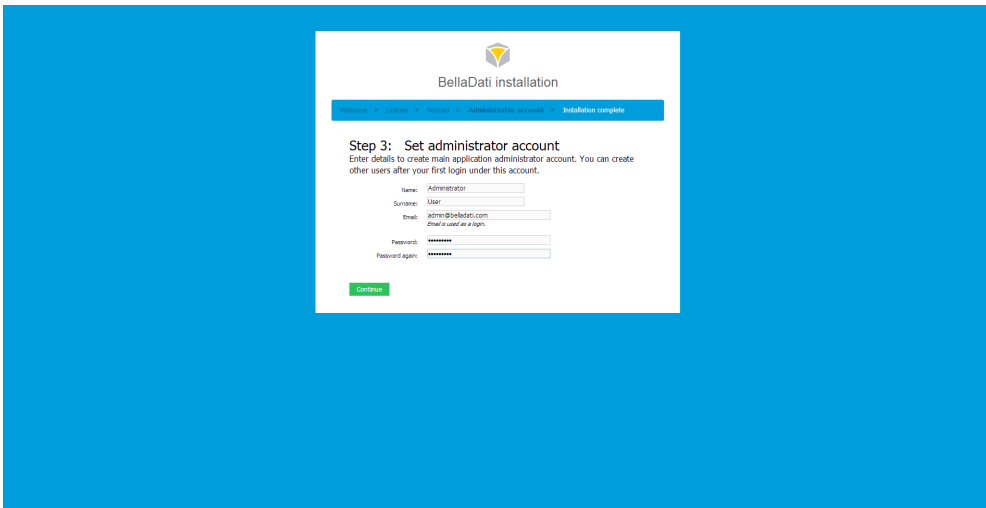 BellaDati installation
Welcome > License > Domain > Administrator account > Installation complete
Step 3: Set administrator account
Enter details to create main application administrator account. You can create
other users after your first login under this account.
Name: Administrator
Surname: User
Email: admin@belladati.com
Email is used as a login.
Password: •••••••••
Password again: •••••••••
Continue